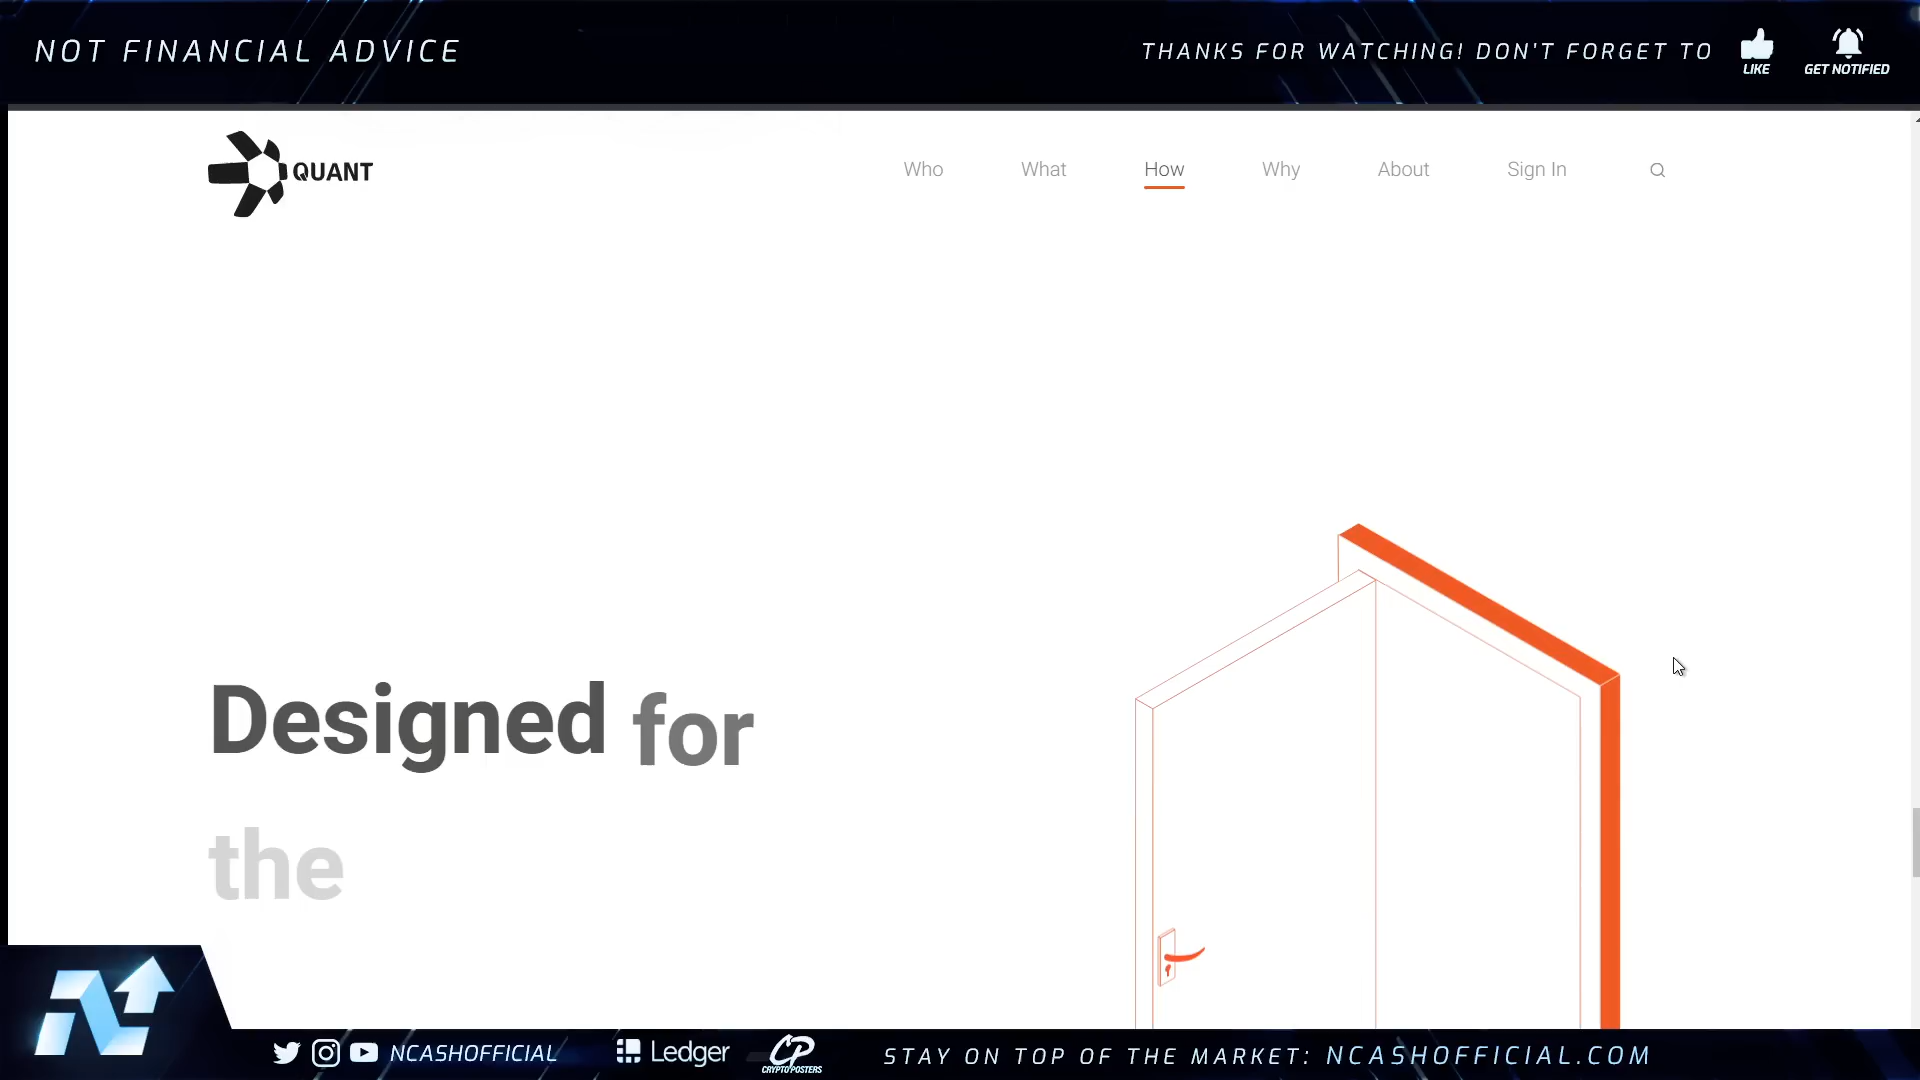 NOT FINANCIAL ADVICE
THANKS FOR WATCHING! DON'T FORGET TO
LIKE
GET NOTIFIED
QUANT
Who What How Why About Sign In
Designed for
the
NCASHOFFICIAL
Ledger
CP
CRYPTO POSTERS
STAY ON TOP OF THE MARKET: NCASHOFFICIAL.COM